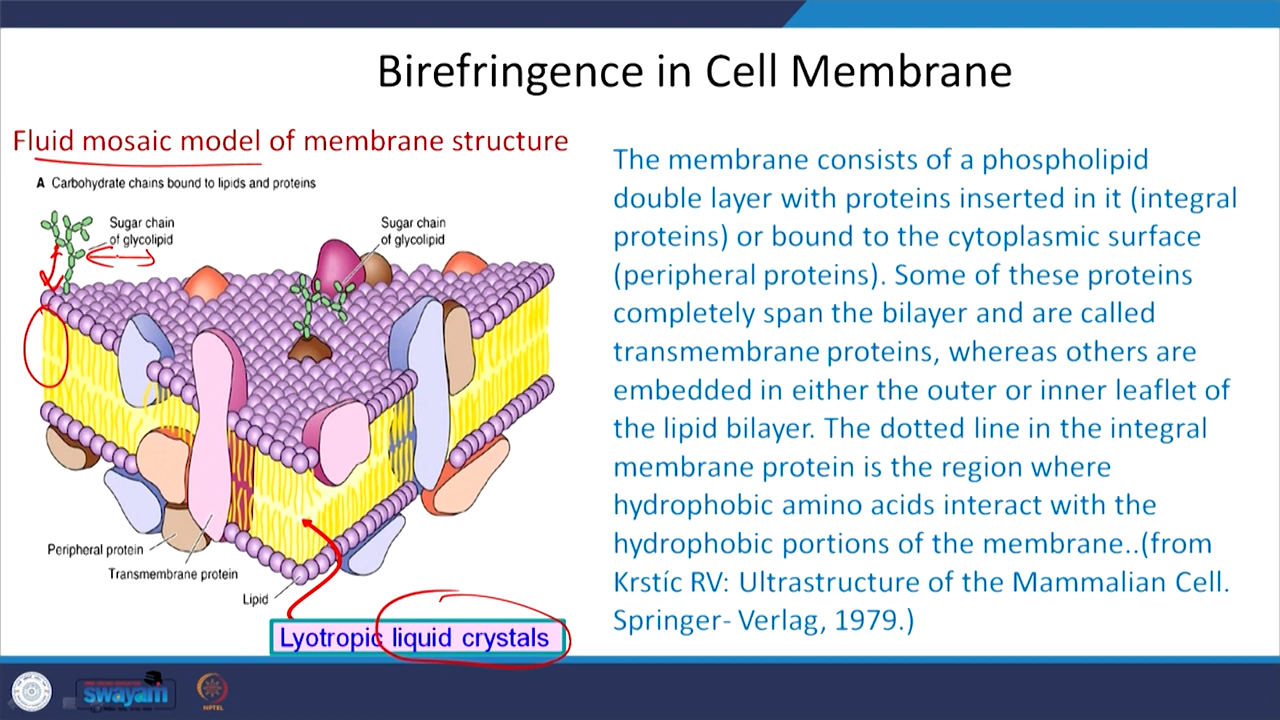 Birefringence in Cell Membrane
Fluid mosaic model of membrane structure
A Carbohydrate chains bound to lipids and proteins
Sugar chain
of glycolipid
Sugar chain
of glycolipid
Peripheral protein
Transmembrane protein
Lipid
Lyotropic liquid crystals
The membrane consists of a phospholipid
double layer with proteins inserted in it (integral
proteins) or bound to the cytoplasmic surface
(peripheral proteins). Some of these proteins
completely span the bilayer and are called
transmembrane proteins, whereas others are
embedded in either the outer or inner leaflet of
the lipid bilayer. The dotted line in the integral
membrane protein is the region where
hydrophobic amino acids interact with the
hydrophobic portions of the membrane..(from
Krstíc RV: Ultrastructure of the Mammalian Cell.
Springer- Verlag, 1979.)
swayam
NPTEL